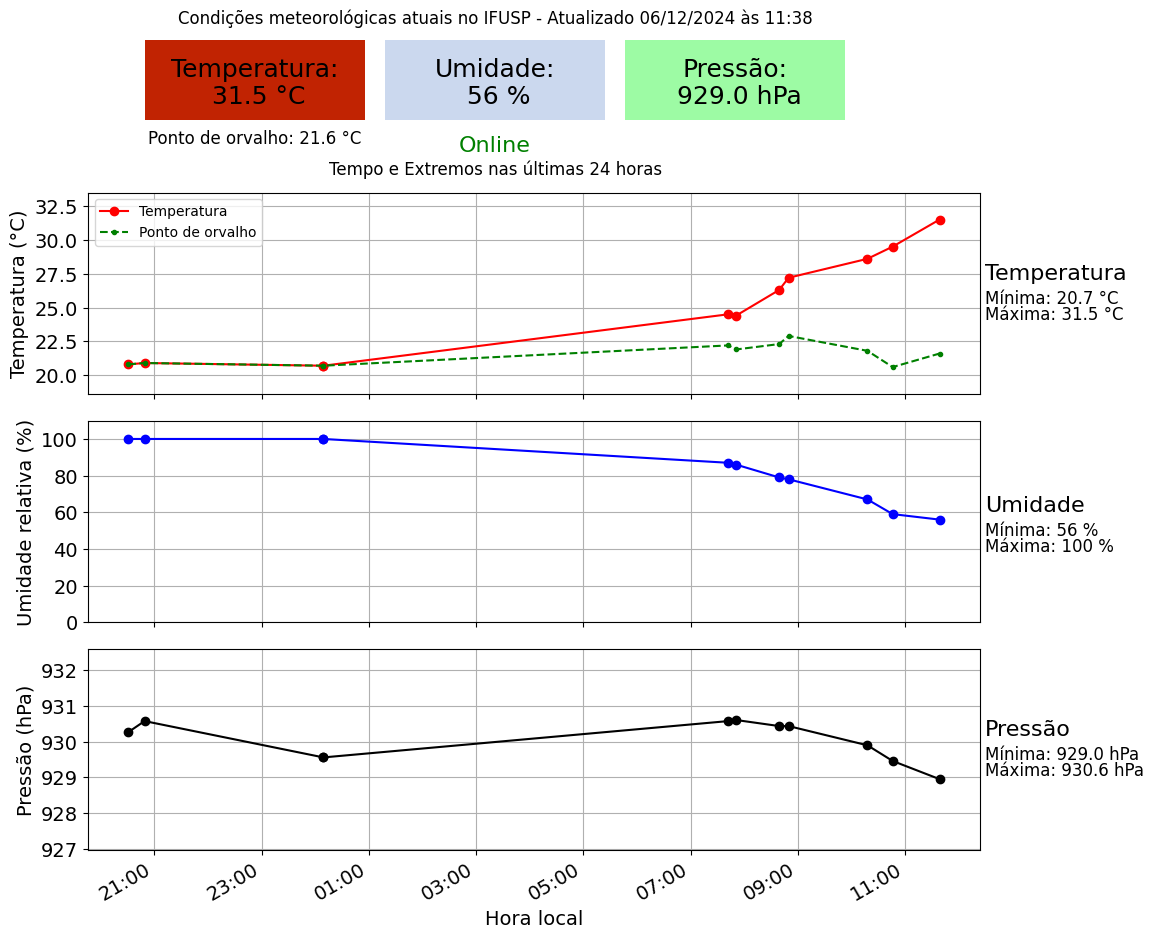 Condições meteorológicas atuais no IFUSP - Atualizado 06/12/2024 às 11:38
Temperatura:
31.5 °C
Umidade:
56 %
Pressão:
929.0 hPa
Ponto de orvalho: 21.6 °C
Online
Tempo e Extremos nas últimas 24 horas
Temperatura (°C)
32.5
30.0
27.5
25.0
22.5
20.0
Temperatura
Ponto de orvalho
Temperatura
Mínima: 20.7 °C
Máxima: 31.5 °C
Umidade relativa (%)
100
80
60
40
20
0
Umidade
Mínima: 56 %
Máxima: 100 %
Pressão (hPa)
932
931
930
929
928
927
Pressão
Mínima: 929.0 hPa
Máxima: 930.6 hPa
21:00
23:00
01:00
03:00
05:00
07:00
09:00
11:00
Hora local